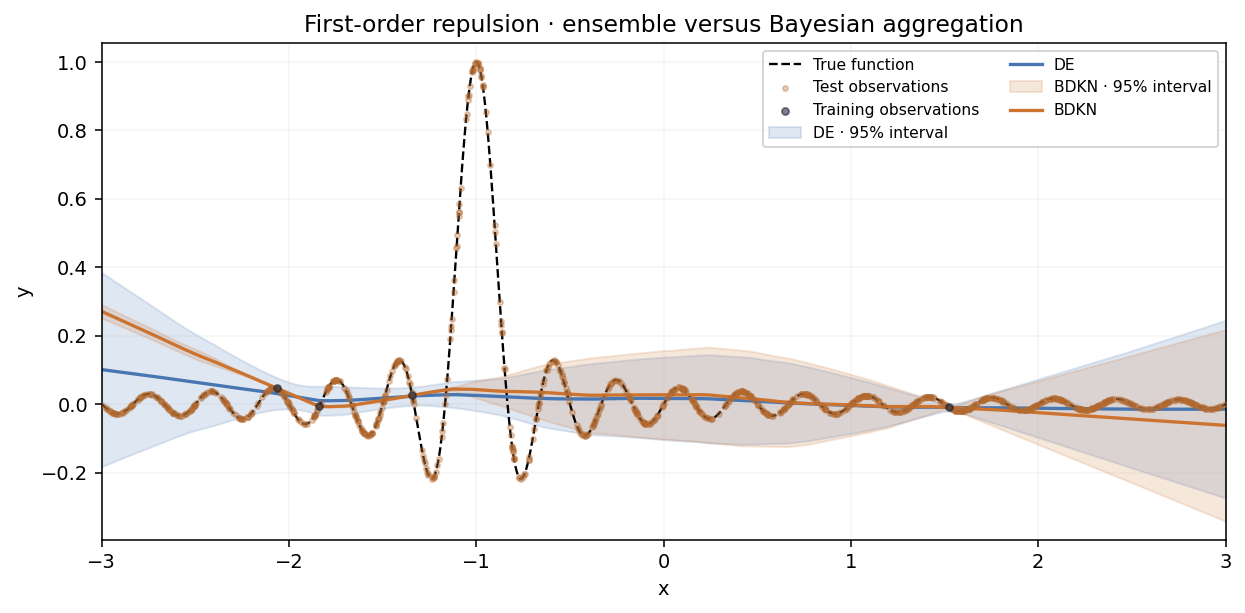 First-order repulsion · ensemble versus Bayesian aggregation
True function
Test observations
Training observations
DE · 95% interval
DE
BDKN · 95% interval
BDKN
y
1.0
0.8
0.6
0.4
0.2
0.0
−0.2
−3
−2
−1
0
1
2
3
x